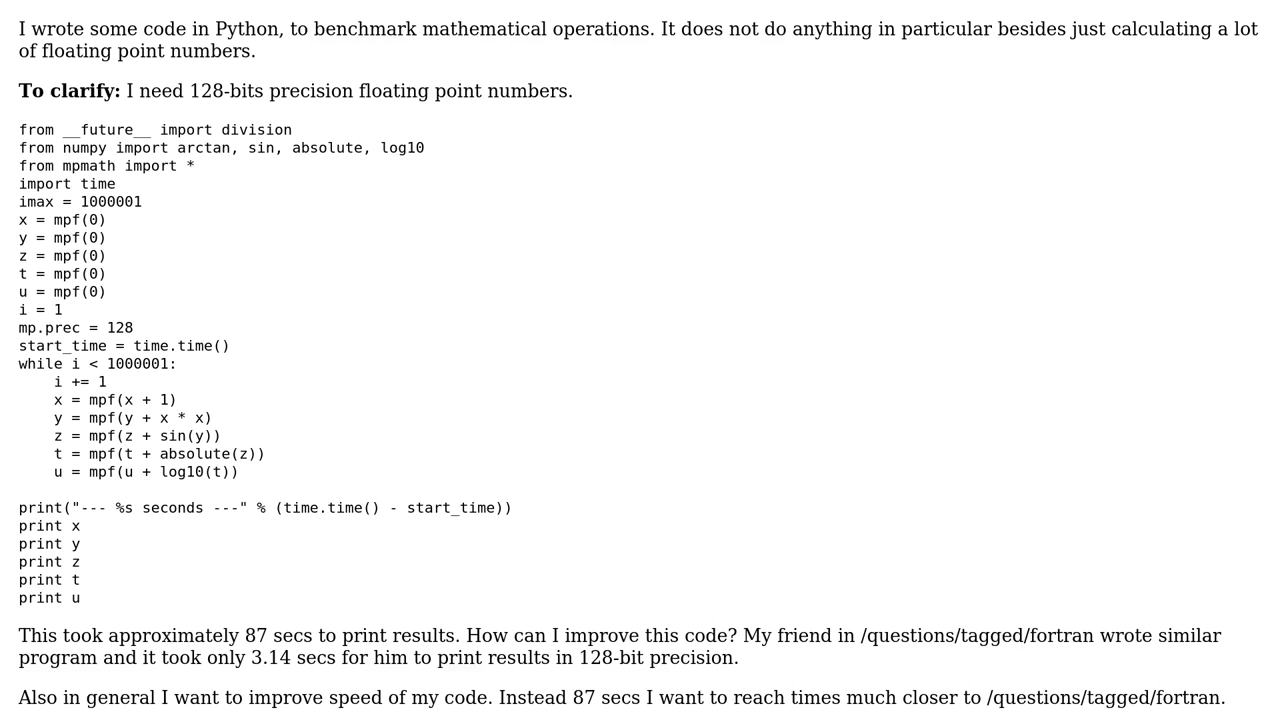 I wrote some code in Python, to benchmark mathematical operations. It does not do anything in particular besides just calculating a lot
of floating point numbers.
To clarify: I need 128-bits precision floating point numbers.
from __future__ import division
from numpy import arctan, sin, absolute, log10
from mpmath import *
import time
imax = 1000001
x = mpf(0)
y = mpf(0)
z = mpf(0)
t = mpf(0)
u = mpf(0)
i = 1
mp.prec = 128
start_time = time.time()
while i < 1000001:
    i += 1
    x = mpf(x + 1)
    y = mpf(y + x * x)
    z = mpf(z + sin(y))
    t = mpf(t + absolute(z))
    u = mpf(u + log10(t))
print("--- %s seconds ---" % (time.time() - start_time))
print x
print y
print z
print t
print u
This took approximately 87 secs to print results. How can I improve this code? My friend in /questions/tagged/fortran wrote similar
program and it took only 3.14 secs for him to print results in 128-bit precision.
Also in general I want to improve speed of my code. Instead 87 secs I want to reach times much closer to /questions/tagged/fortran.